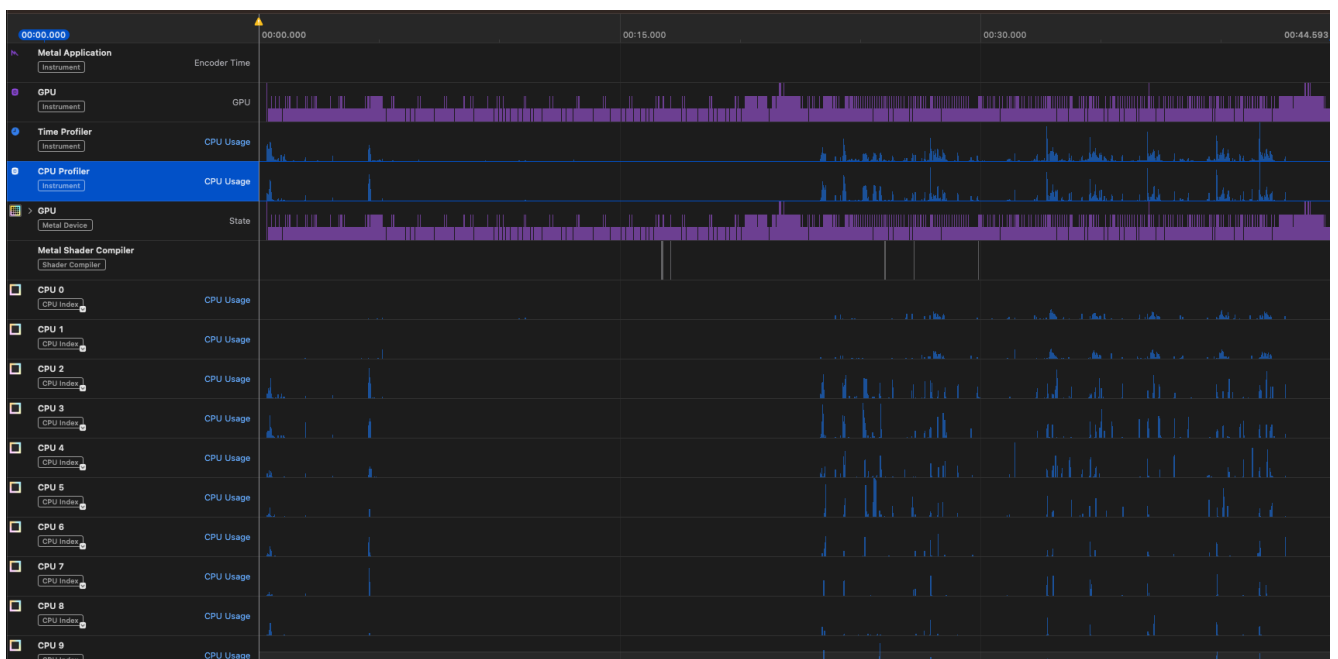 00:00.000 00:00.000 00:15.000 00:30.000 00:44.593
Metal Application
Instrument
Encoder Time
GPU
Instrument
GPU
Time Profiler
Instrument
CPU Usage
CPU Profiler
Instrument
CPU Usage
GPU
Metal Device
State
Metal Shader Compiler
Shader Compiler
CPU 0
CPU Index
CPU Usage
CPU 1
CPU Index
CPU Usage
CPU 2
CPU Index
CPU Usage
CPU 3
CPU Index
CPU Usage
CPU 4
CPU Index
CPU Usage
CPU 5
CPU Index
CPU Usage
CPU 6
CPU Index
CPU Usage
CPU 7
CPU Index
CPU Usage
CPU 8
CPU Index
CPU Usage
CPU 9
CPU Index
CPU Usage